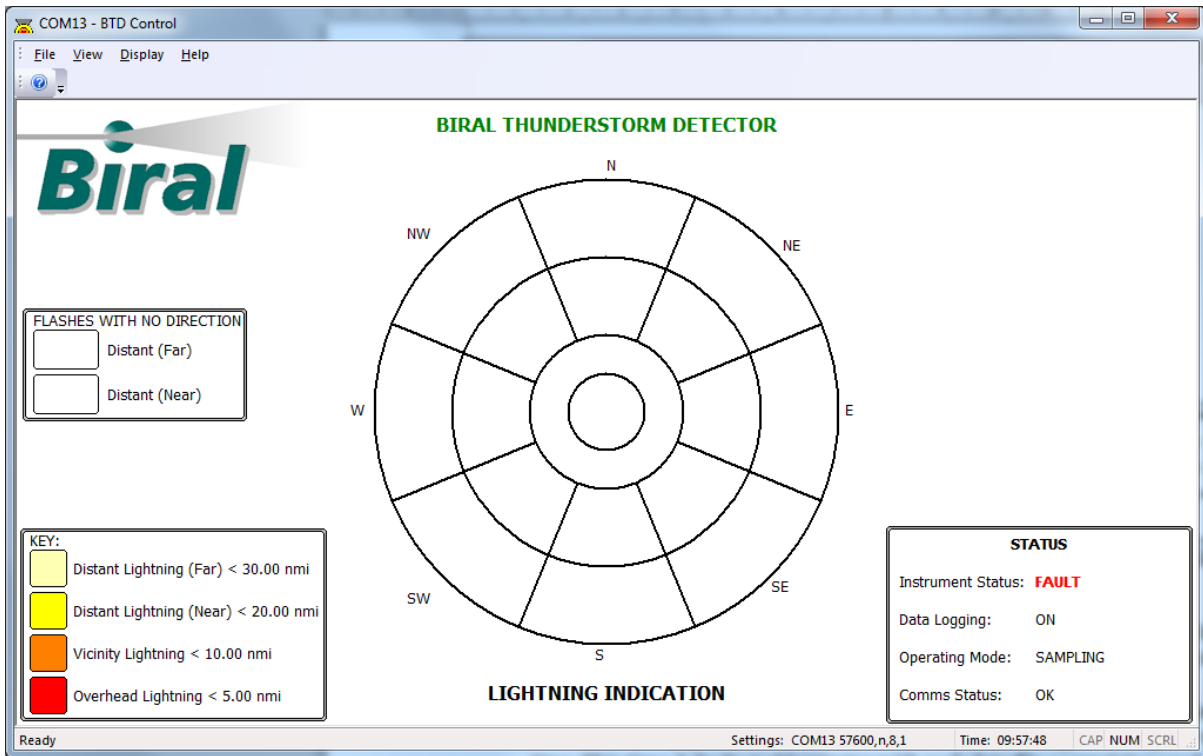 COM13 - BTD Control
File View Display Help
Biral
BIRAL THUNDERSTORM DETECTOR
N
NW
NE
FLASHES WITH NO DIRECTION
Distant (Far)
Distant (Near)
W
E
KEY:
Distant Lightning (Far) < 30.00 nmi
Distant Lightning (Near) < 20.00 nmi
Vicinity Lightning < 10.00 nmi
Overhead Lightning < 5.00 nmi
SW
SE
S
LIGHTNING INDICATION
STATUS
Instrument Status: FAULT
Data Logging: ON
Operating Mode: SAMPLING
Comms Status: OK
Ready Settings: COM13 57600,n,8,1 Time: 09:57:48 CAP NUM SCRL